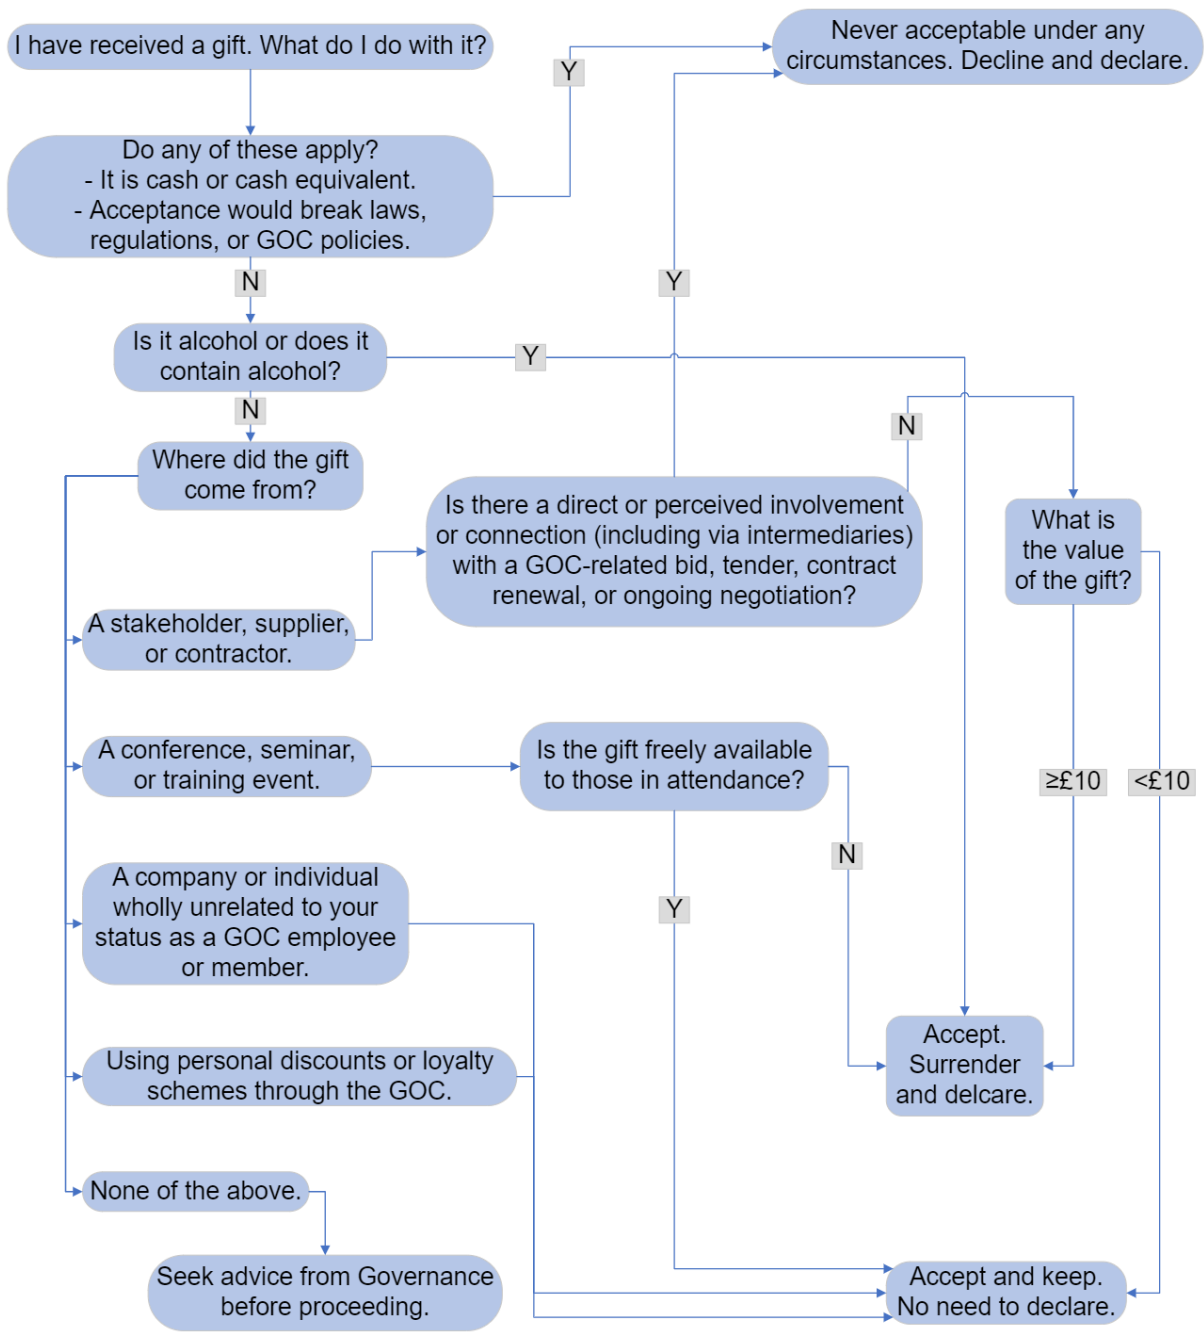 I have received a gift. What do I do with it?
Never acceptable under any
circumstances. Decline and declare.
Y
Do any of these apply?
- It is cash or cash equivalent.
- Acceptance would break laws,
regulations, or GOC policies.
N
Y
Is it alcohol or does it
contain alcohol?
Y
N
N
Where did the gift
come from?
Is there a direct or perceived involvement
or connection (including via intermediaries)
with a GOC-related bid, tender, contract
renewal, or ongoing negotiation?
What is
the value
of the gift?
A stakeholder, supplier,
or contractor.
A conference, seminar,
or training event.
Is the gift freely available
to those in attendance?
≥£10
<£10
N
Y
A company or individual
wholly unrelated to your
status as a GOC employee
or member.
Accept.
Surrender
and delcare.
Using personal discounts or loyalty
schemes through the GOC.
None of the above.
Seek advice from Governance
before proceeding.
Accept and keep.
No need to declare.